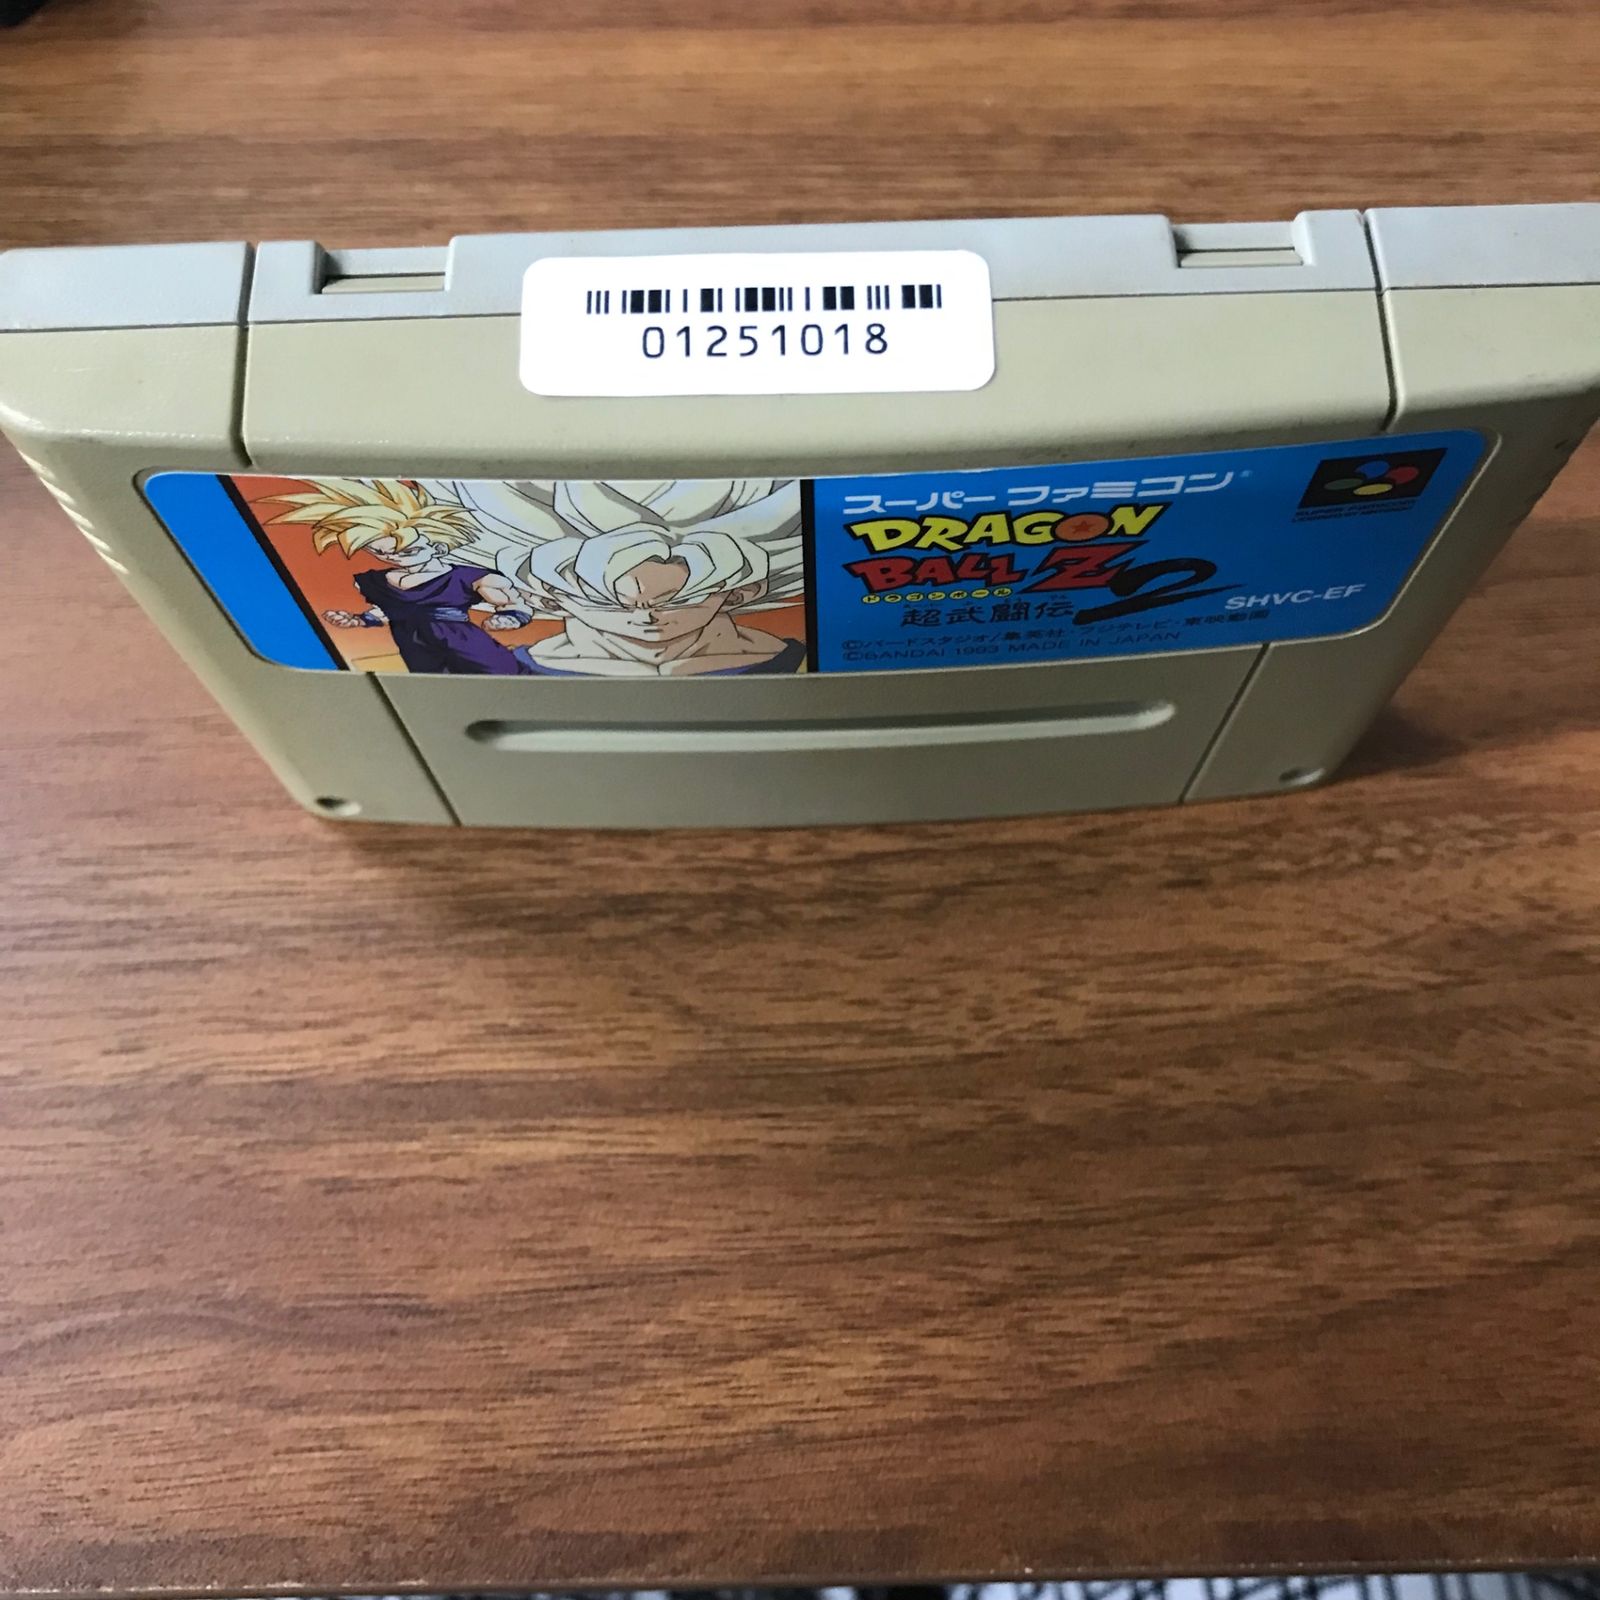 01251018
スーパーファミコン
DRAGON
BALL Z 2
ドラゴンボール
超武闘伝
SHVC-EF
©バードスタジオ/集英社・フジテレビ・東映動画
©BANDAI 1993 MADE IN JAPAN
SUPER FAMICOM